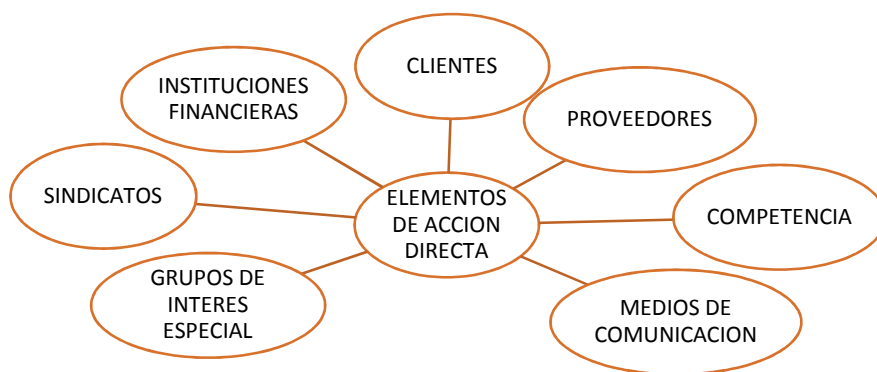 CLIENTES
INSTITUCIONES
FINANCIERAS
PROVEEDORES
SINDICATOS
ELEMENTOS
DE ACCION
DIRECTA
COMPETENCIA
GRUPOS DE
INTERES
ESPECIAL
MEDIOS DE
COMUNICACION